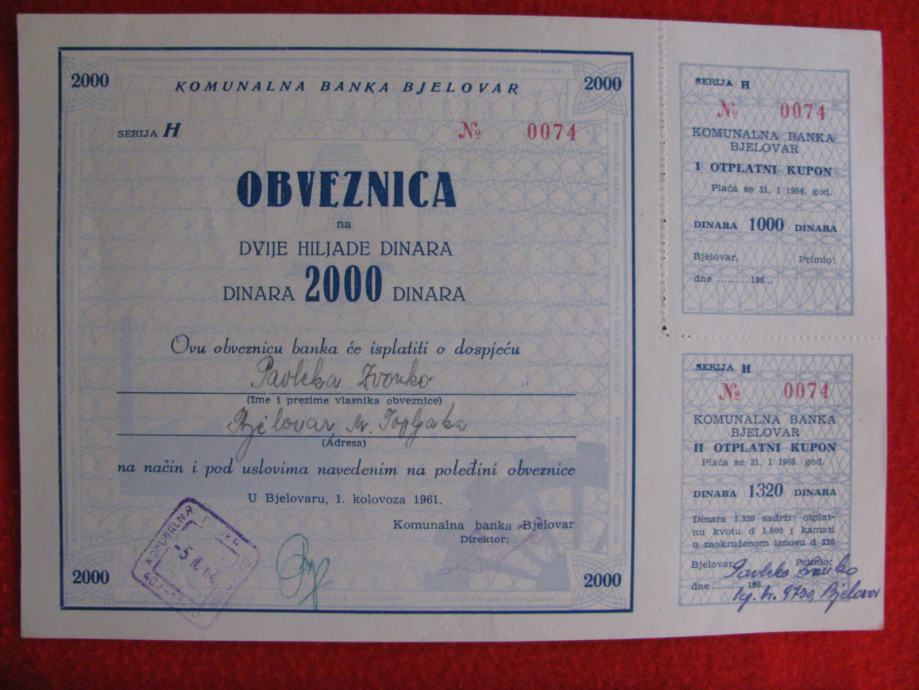 2000 KOMUNALNA BANKA BJELOVAR 2000
SERIJA H № 0074
OBVEZNICA
na
DVIJE HILJADE DINARA
DINARA 2000 DINARA
Ovu obveznicu banka će isplatiti o dospjeću
Pavleka Zvonko
(Ime i prezime vlasnika obveznice)
Bjelovar
(Adresa)
na način i pod uslovima navedenim na poleđini obveznice
U Bjelovaru, 1. kolovoza 1961.
Komunalna banka Bjelovar
Direktor:
KOMUNALNA
2000 2000
SERIJA H
№ 0074
KOMUNALNA BANKA
BJELOVAR
I OTPLATNI KUPON
Plaća se 31. I 1964. god.
DINARA 1000 DINARA
Bjelovar, Primio:
dne .......... 196...
SERIJA H
№ 0074
KOMUNALNA BANKA
BJELOVAR
II OTPLATNI KUPON
Plaća se 31. I 1965. god.
DINARA 1320 DINARA
Dinara 1.320 sadrži: otplat-
nu kvotu d 1.000 i kamati
u zaokruženom iznosu d 320
Bjelovar Primio:
Pavleka Zvonko
dne .......... 196
Bjelovar